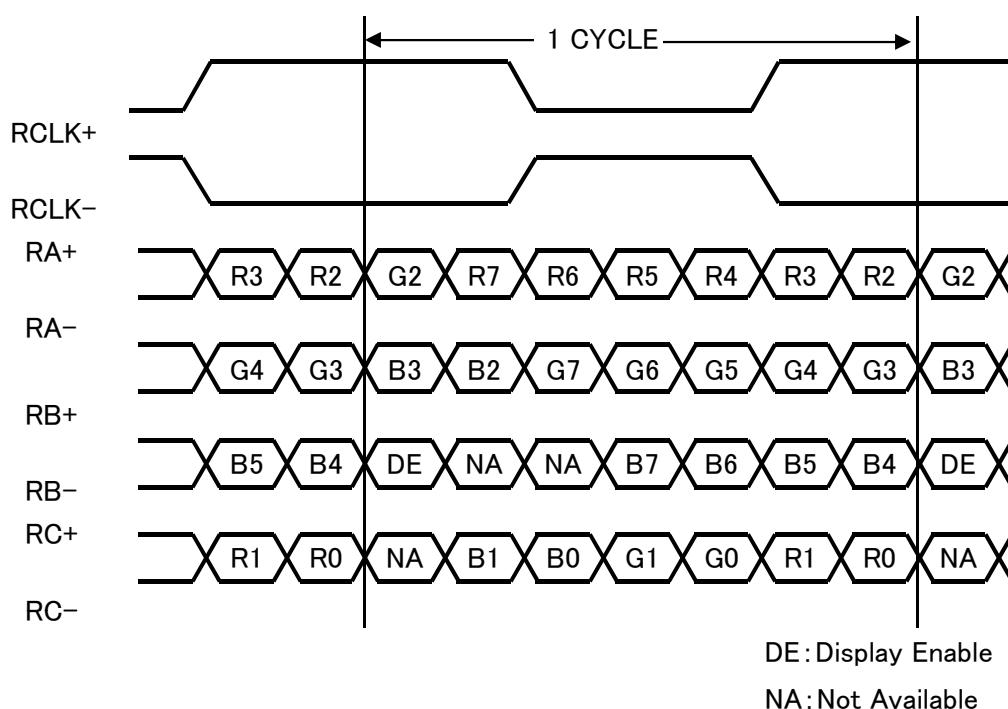 1 CYCLE
RCLK+
RCLK−
RA+
R3 R2 G2 R7 R6 R5 R4 R3 R2 G2
RA−
G4 G3 B3 B2 G7 G6 G5 G4 G3 B3
RB+
B5 B4 DE NA NA B7 B6 B5 B4 DE
RB−
RC+
R1 R0 NA B1 B0 G1 G0 R1 R0 NA
RC−
DE:Display Enable
NA:Not Available